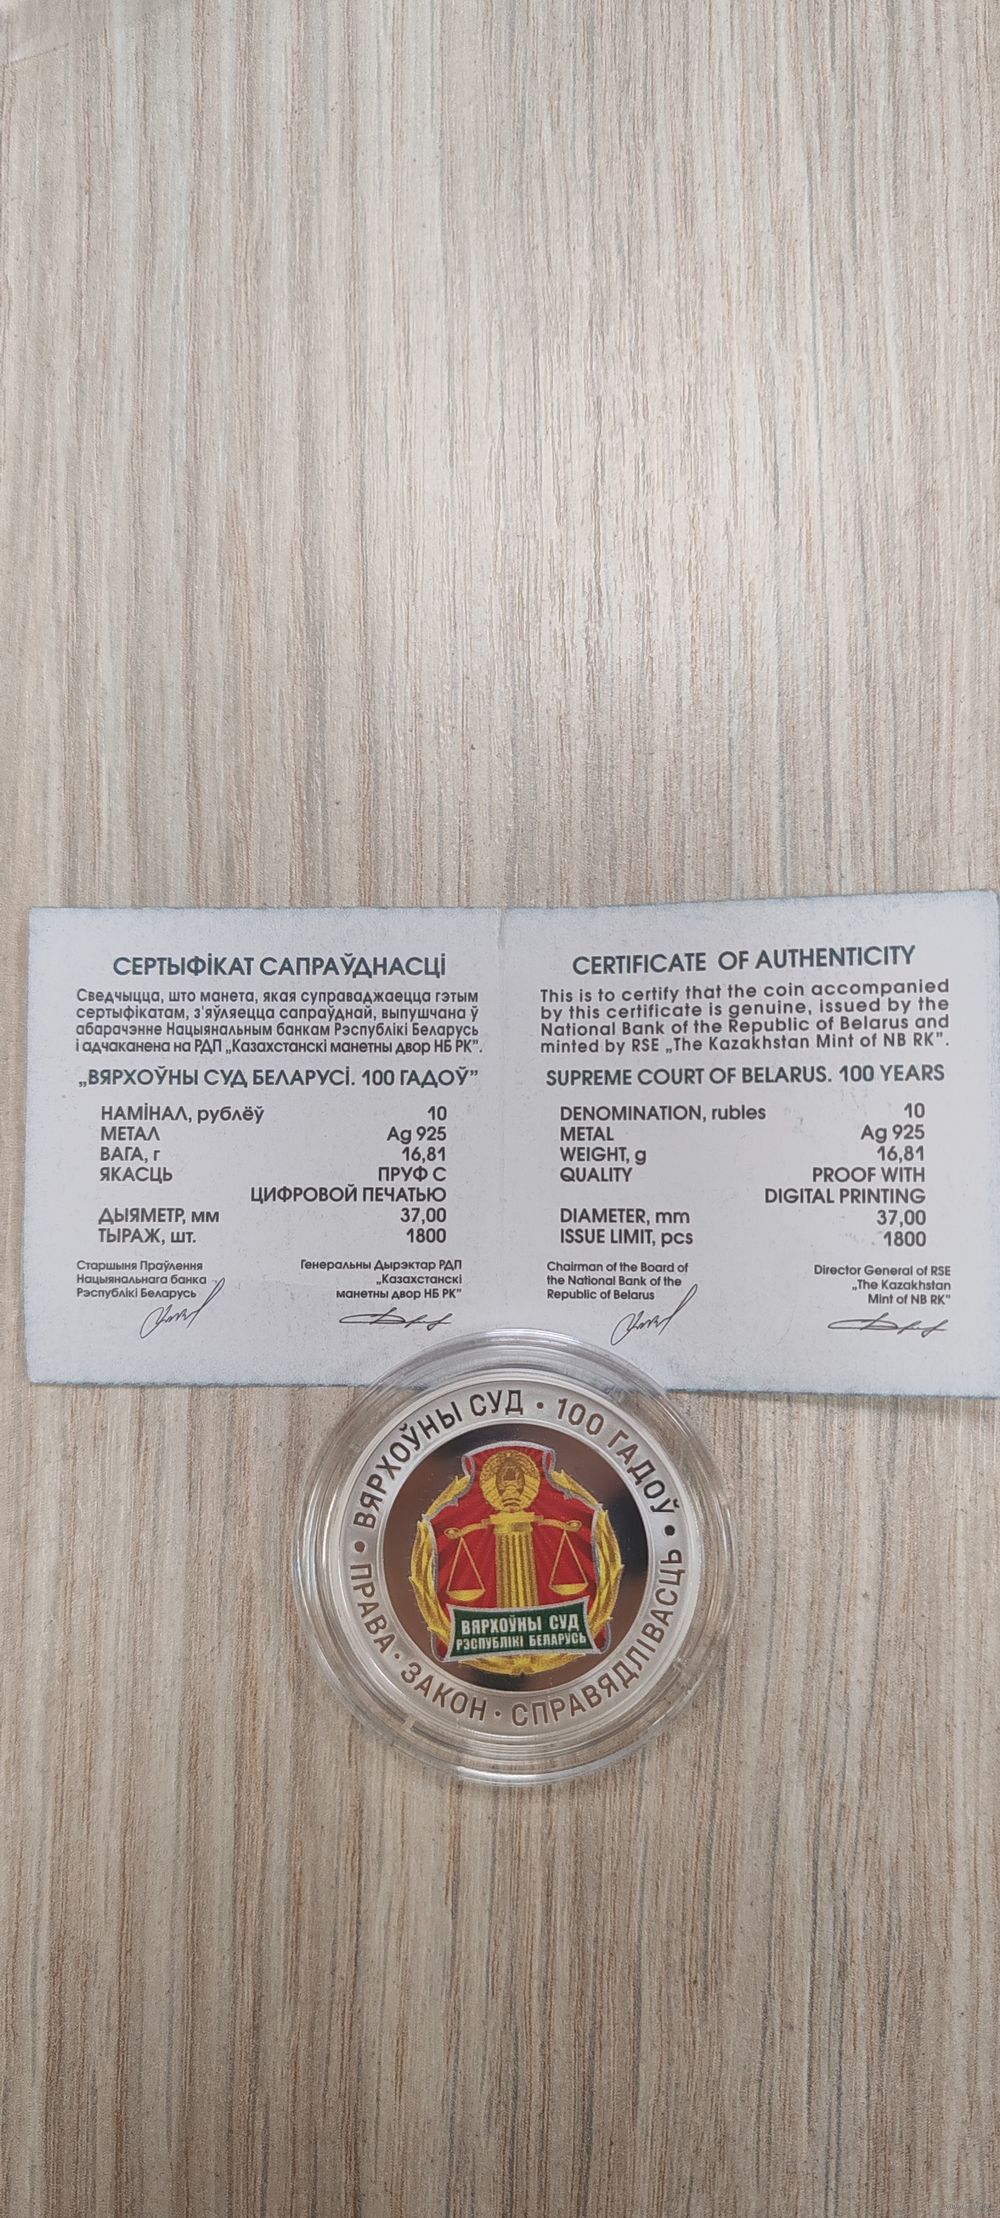 СЕРТЫФІКАТ САПРАЎДНАСЦІ
Сведчыцца, што манета, якая суправаджаецца гэтым
сертыфікатам, з'яўляецца сапраўднай, выпушчана ў
абарачэнне Нацыянальным банкам Рэспублікі Беларусь
і адчаканена на РДП „Казахстанскі манетны двор НБ РК".
„ВЯРХОЎНЫ СУД БЕЛАРУСІ. 100 ГАДОЎ"
НАМІНАЛ, рублёў 10
МЕТАЛ Ag 925
ВАГА, г 16,81
ЯКАСЦЬ ПРУФ С
ЦИФРОВОЙ ПЕЧАТЬЮ
ДЫЯМЕТР, мм 37,00
ТЫРАЖ, шт. 1800
Старшыня Праўлення
Нацыянальнага банка
Рэспублікі Беларусь
Генеральны Дырэктар РДП
„Казахстанскі
манетны двор НБ РК"
CERTIFICATE OF AUTHENTICITY
This is to certify that the coin accompanied
by this certificate is genuine, issued by the
National Bank of the Republic of Belarus and
minted by RSE „The Kazakhstan Mint of NB RK".
SUPREME COURT OF BELARUS. 100 YEARS
DENOMINATION, rubles 10
METAL Ag 925
WEIGHT, g 16,81
QUALITY PROOF WITH
DIGITAL PRINTING
DIAMETER, mm 37,00
ISSUE LIMIT, pcs 1800
Chairman of the Board of
the National Bank of the
Republic of Belarus
Director General of RSE
„The Kazakhstan
Mint of NB RK"
ВЯРХОЎНЫ СУД • 100 ГАДОЎ
• ПРАВА • ЗАКОН • СПРАВЯДЛІВАСЦЬ •
ВЯРХОЎНЫ СУД
РЭСПУБЛІКІ БЕЛАРУСЬ